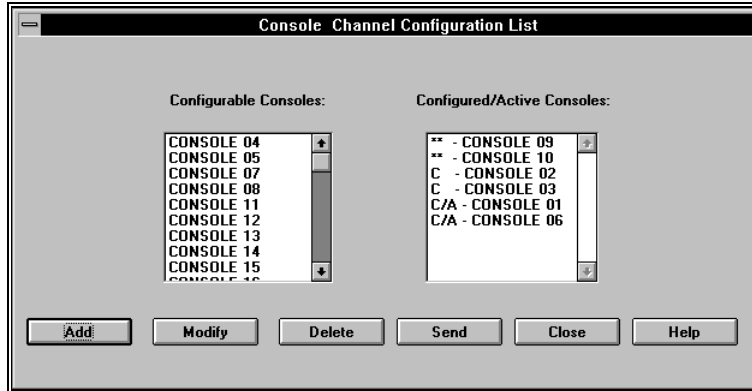 Console Channel Configuration List
Configurable Consoles:
CONSOLE 04
CONSOLE 05
CONSOLE 07
CONSOLE 08
CONSOLE 11
CONSOLE 12
CONSOLE 13
CONSOLE 14
CONSOLE 15
Configured/Active Consoles:
** - CONSOLE 09
** - CONSOLE 10
C - CONSOLE 02
C - CONSOLE 03
C/A - CONSOLE 01
C/A - CONSOLE 06
Add
Modify
Delete
Send
Close
Help